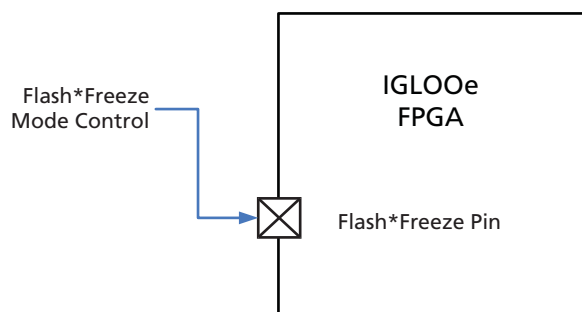 IGLOOe
FPGA
Flash*Freeze
Mode Control
Flash*Freeze Pin